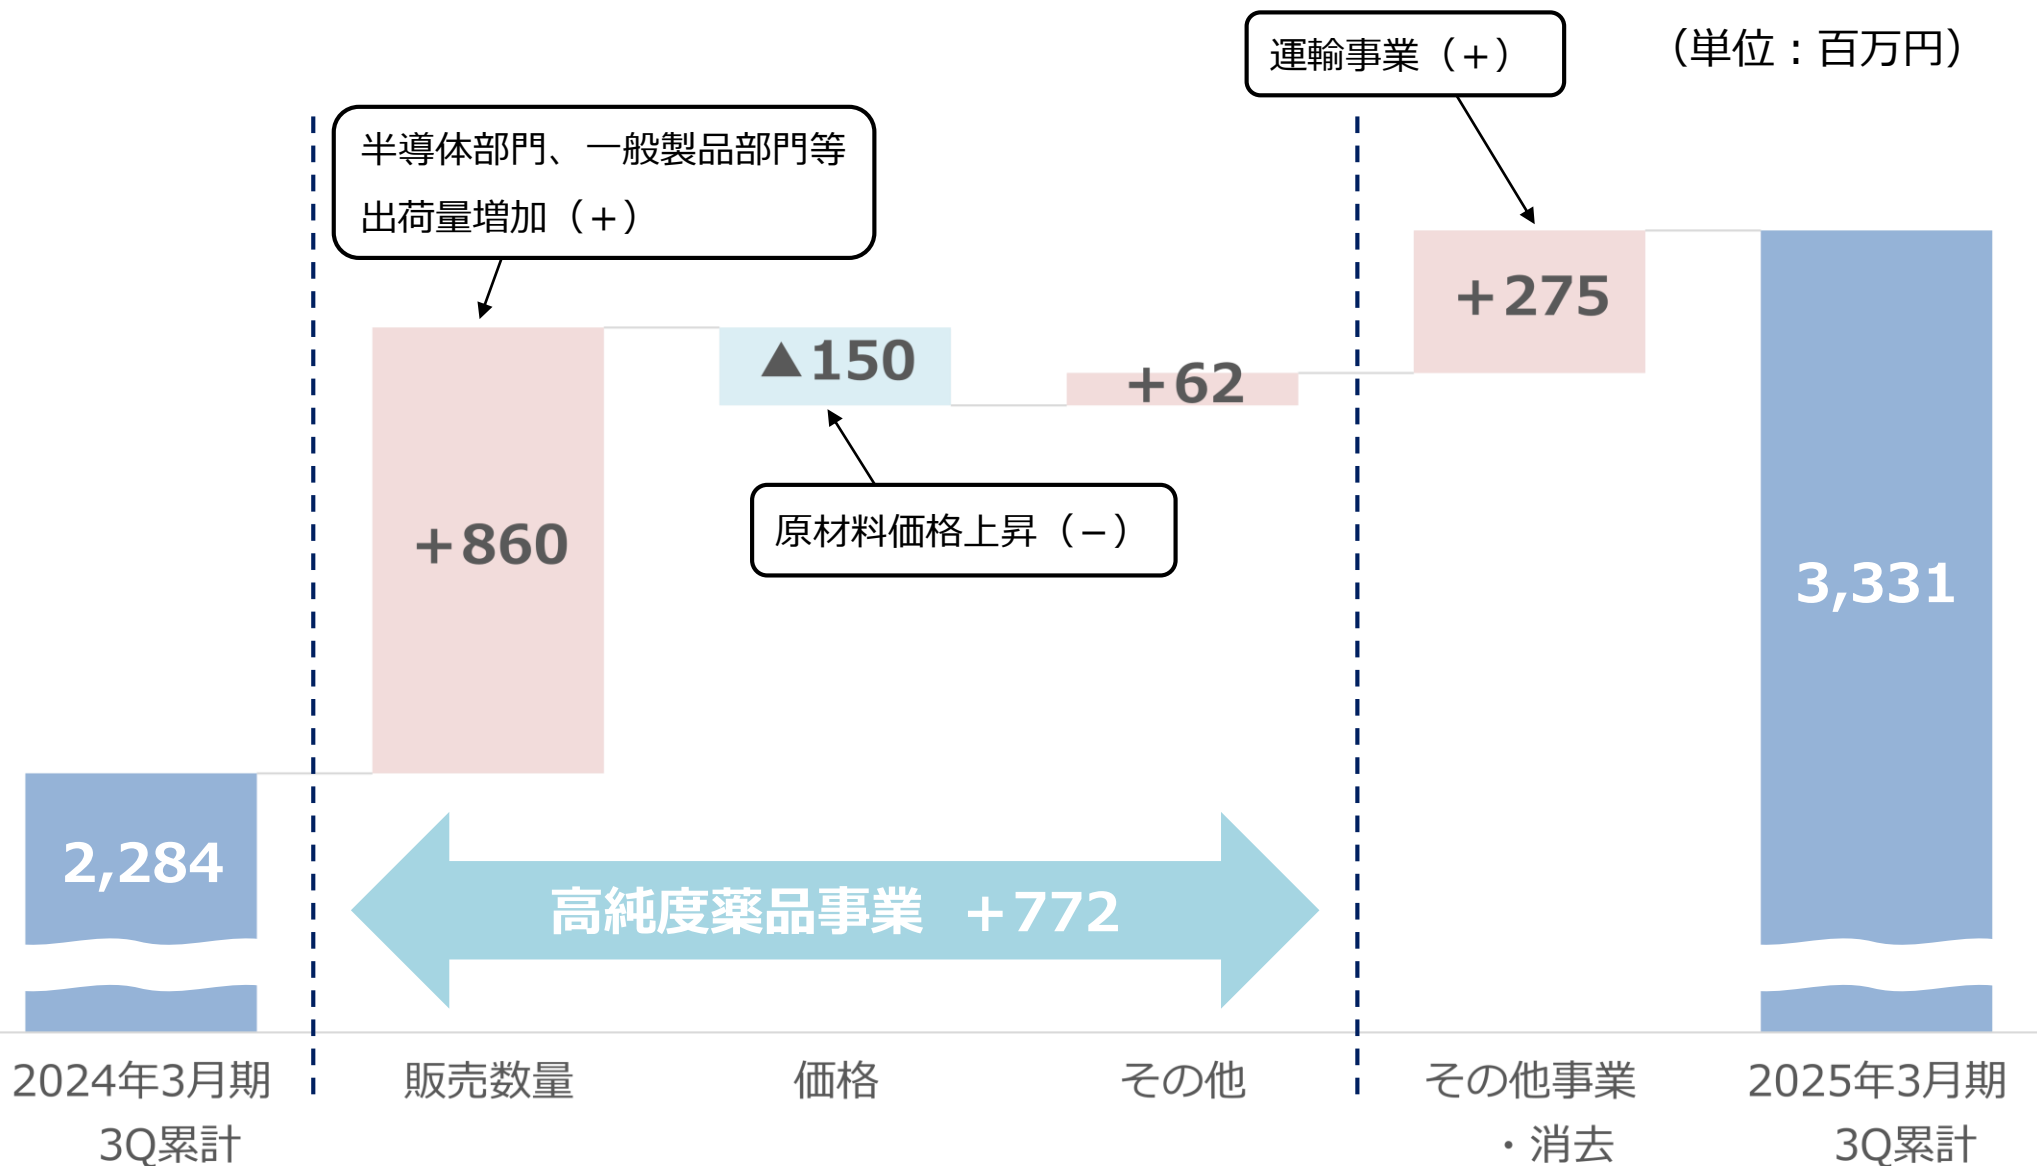 （単位：百万円）
運輸事業（+）
半導体部門、一般製品部門等
出荷量増加（+）
+275
▲150
+62
原材料価格上昇（−）
+860
3,331
2,284
高純度薬品事業 +772
2024年3月期
3Q累計
販売数量
価格
その他
その他事業
・消去
2025年3月期
3Q累計